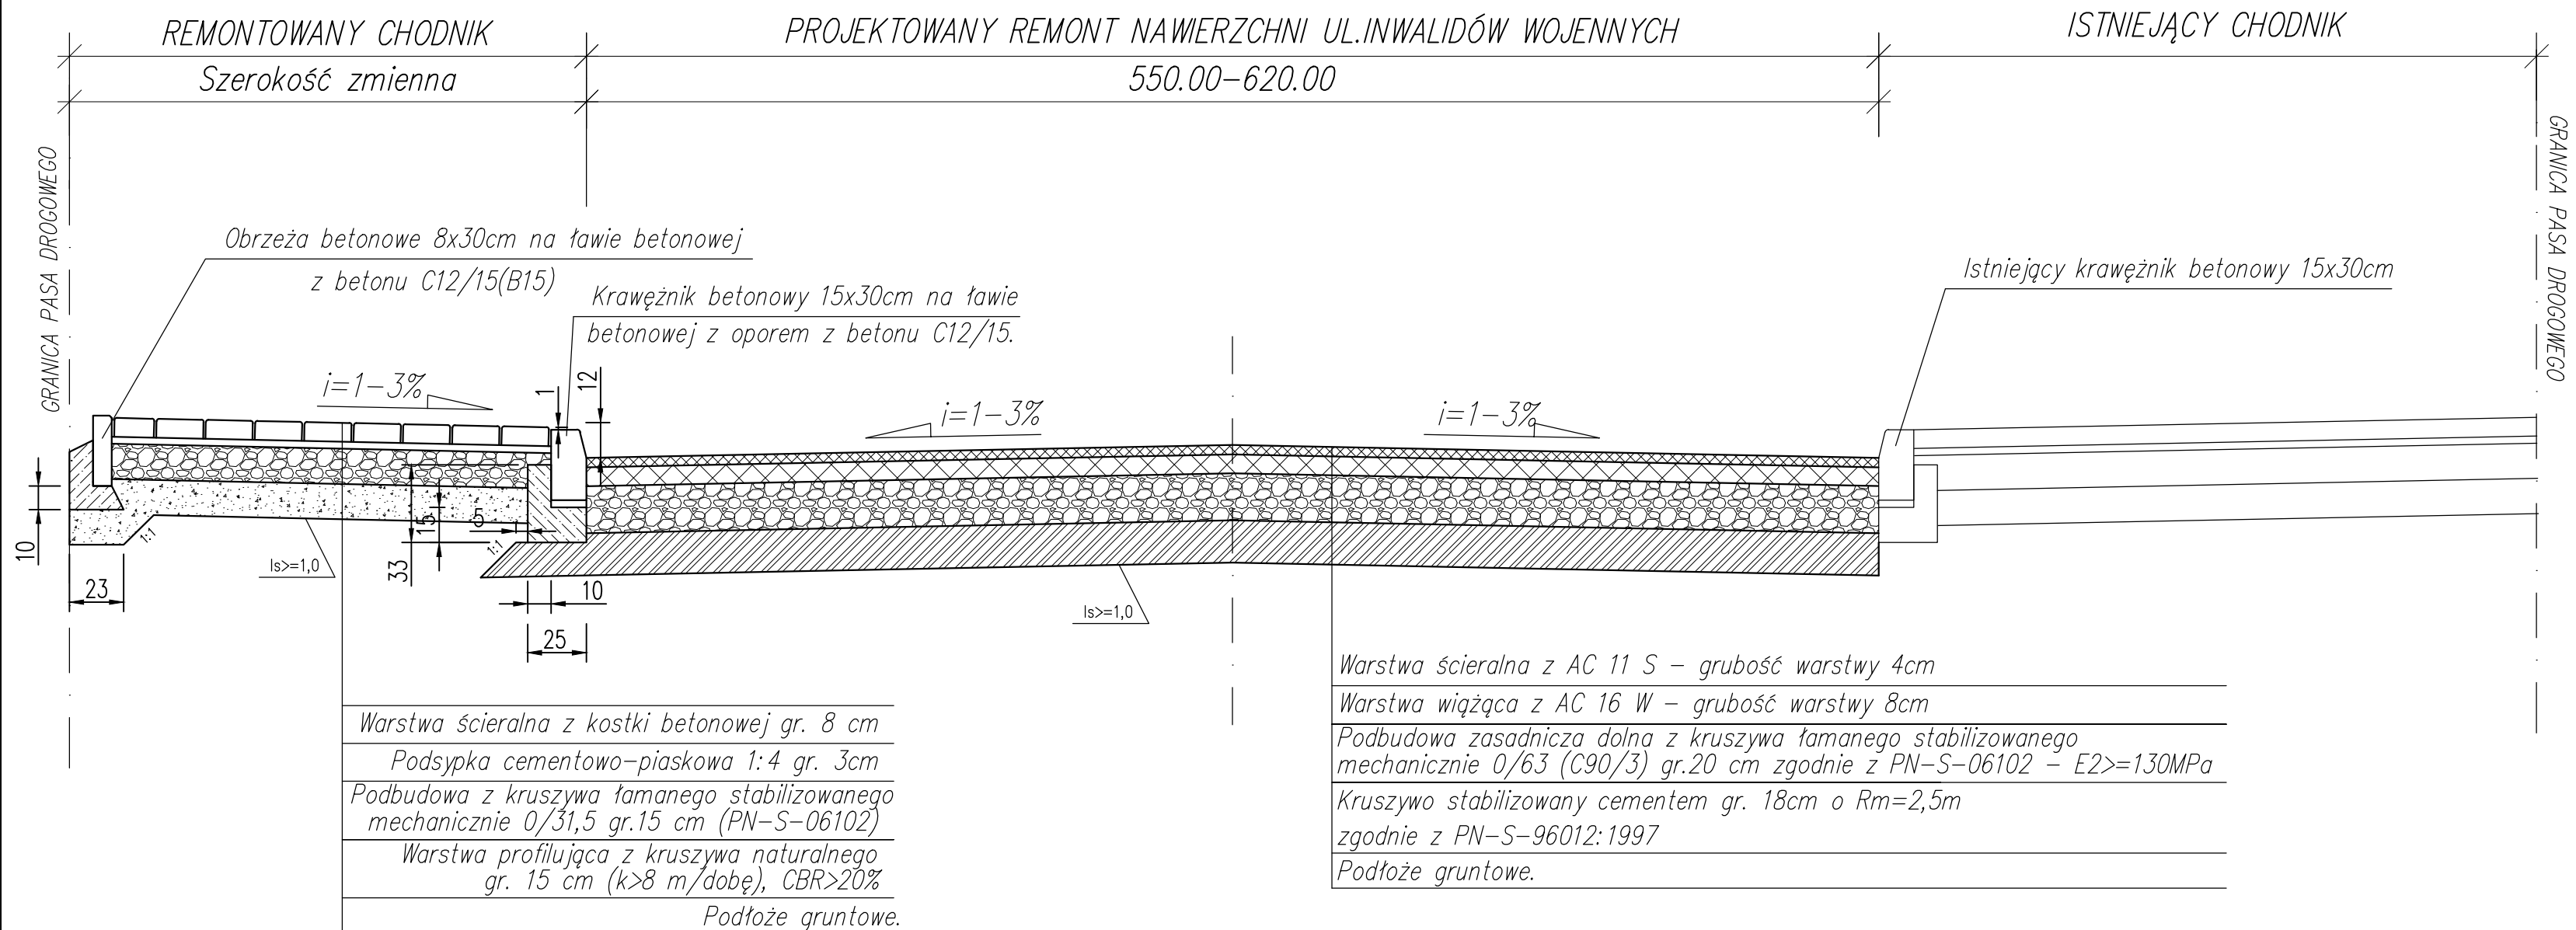 REMONTOWANY CHODNIK
PROJEKTOWANY REMONT NAWIERZCHNI UL.INWALIDÓW WOJENNYCH
ISTNIEJĄCY CHODNIK
Szerokość zmienna
550.00-620.00
GRANICA PASA DROGOWEGO
GRANICA PASA DROGOWEGO
Obrzeża betonowe 8x30cm na ławie betonowej
z betonu C12/15(B15)
Krawężnik betonowy 15x30cm na ławie
betonowej z oporem z betonu C12/15.
Istniejący krawężnik betonowy 15x30cm
i=1-3%
1
12
i=1-3%
i=1-3%
10
23
1:1
Is>=1,0
33
15
5
1:1
10
25
Is>=1,0
Warstwa ścieralna z kostki betonowej gr. 8 cm
Podsypka cementowo-piaskowa 1:4 gr. 3cm
Podbudowa z kruszywa łamanego stabilizowanego
mechanicznie 0/31,5 gr.15 cm (PN-S-06102)
Warstwa profilująca z kruszywa naturalnego
gr. 15 cm (k>8 m/dobę), CBR>20%
Podłoże gruntowe.
Warstwa ścieralna z AC 11 S - grubość warstwy 4cm
Warstwa wiążąca z AC 16 W - grubość warstwy 8cm
Podbudowa zasadnicza dolna z kruszywa łamanego stabilizowanego
mechanicznie 0/63 (C90/3) gr.20 cm zgodnie z PN-S-06102 - E2>=130MPa
Kruszywo stabilizowany cementem gr. 18cm o Rm=2,5m
zgodnie z PN-S-96012:1997
Podłoże gruntowe.